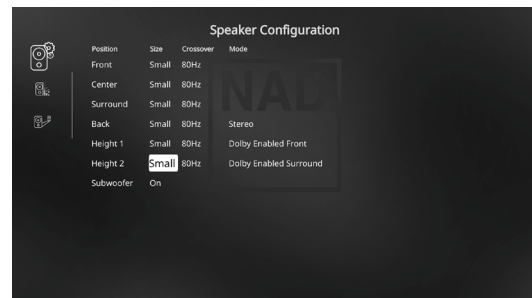 Speaker Configuration
Position Size Crossover Mode
Front Small 80Hz
Center Small 80Hz
Surround Small 80Hz
Back Small 80Hz Stereo
Height 1 Small 80Hz Dolby Enabled Front
Height 2 Small 80Hz Dolby Enabled Surround
Subwoofer On
NAD